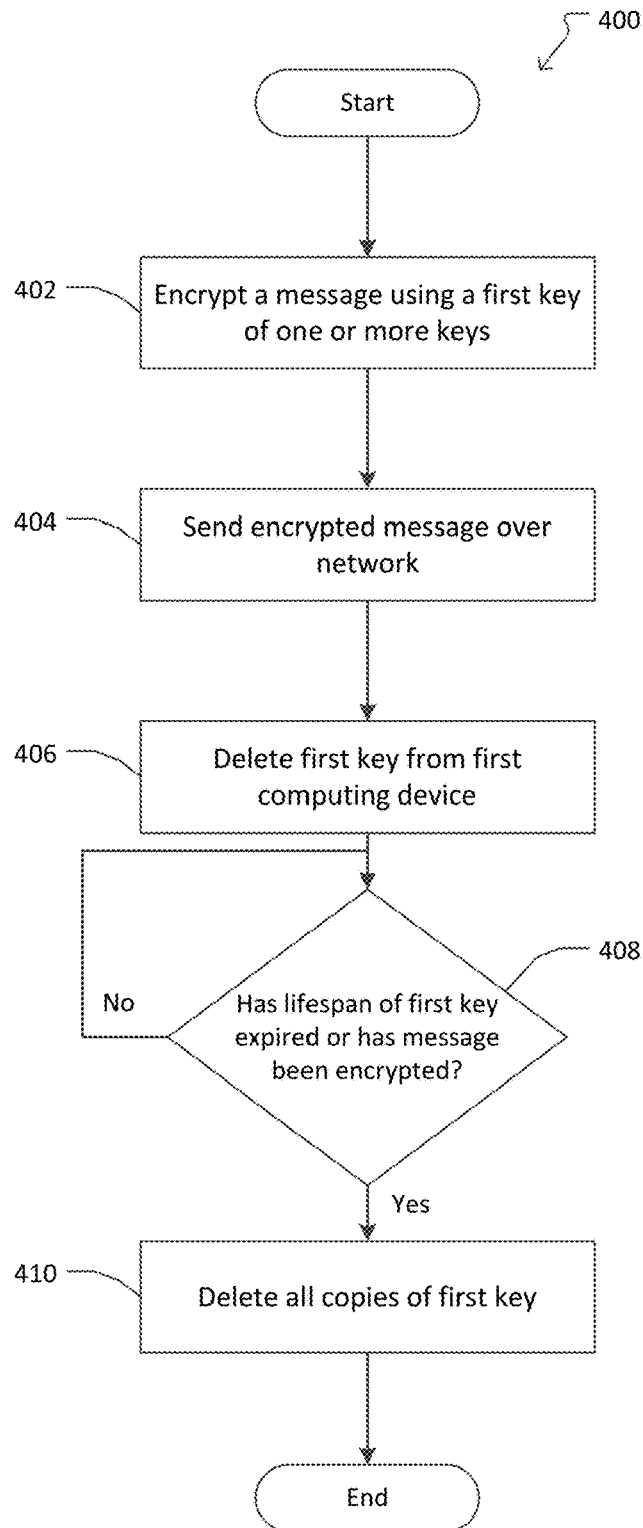 400
Start
402
Encrypt a message using a first key
of one or more keys
404
Send encrypted message over
network
406
Delete first key from first
computing device
408
No
Has lifespan of first key
expired or has message
been encrypted?
Yes
410
Delete all copies of first key
End